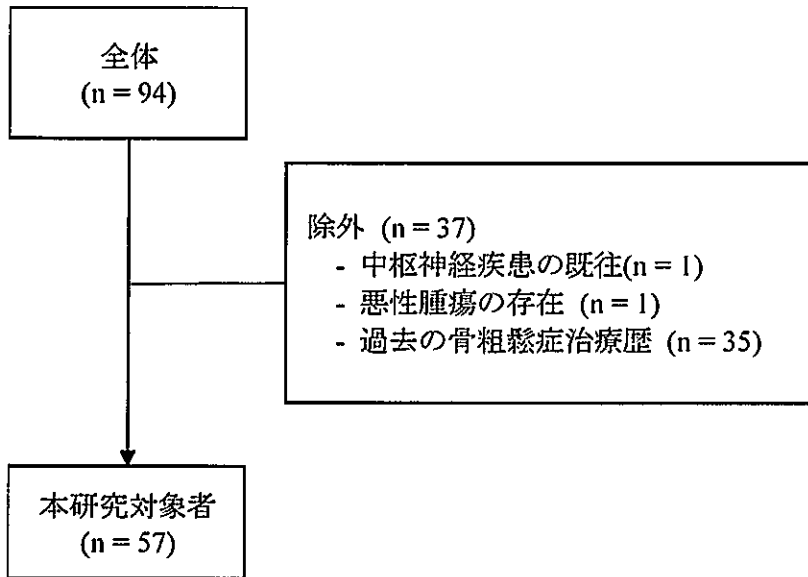 全体
(n = 94)
除外 (n = 37)
- 中枢神経疾患の既往(n = 1)
- 悪性腫瘍の存在 (n = 1)
- 過去の骨粗鬆症治療歴 (n = 35)
本研究対象者
(n = 57)